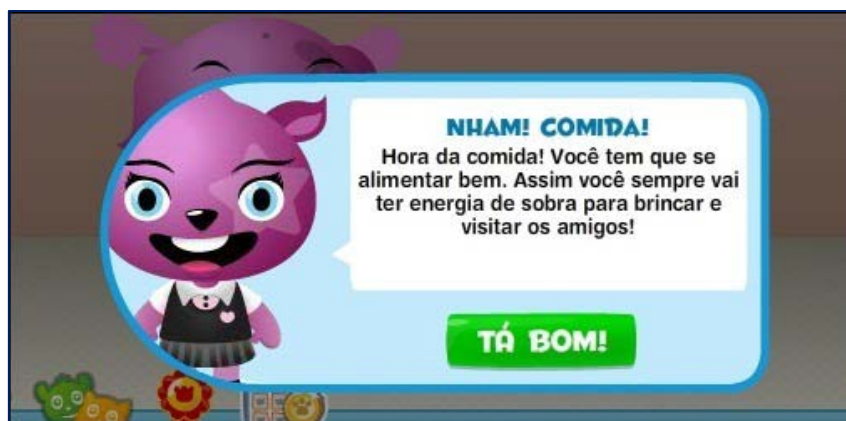 NHAM! COMIDA!
Hora da comida! Você tem que se
alimentar bem. Assim você sempre vai
ter energia de sobra para brincar e
visitar os amigos!
TÁ BOM!